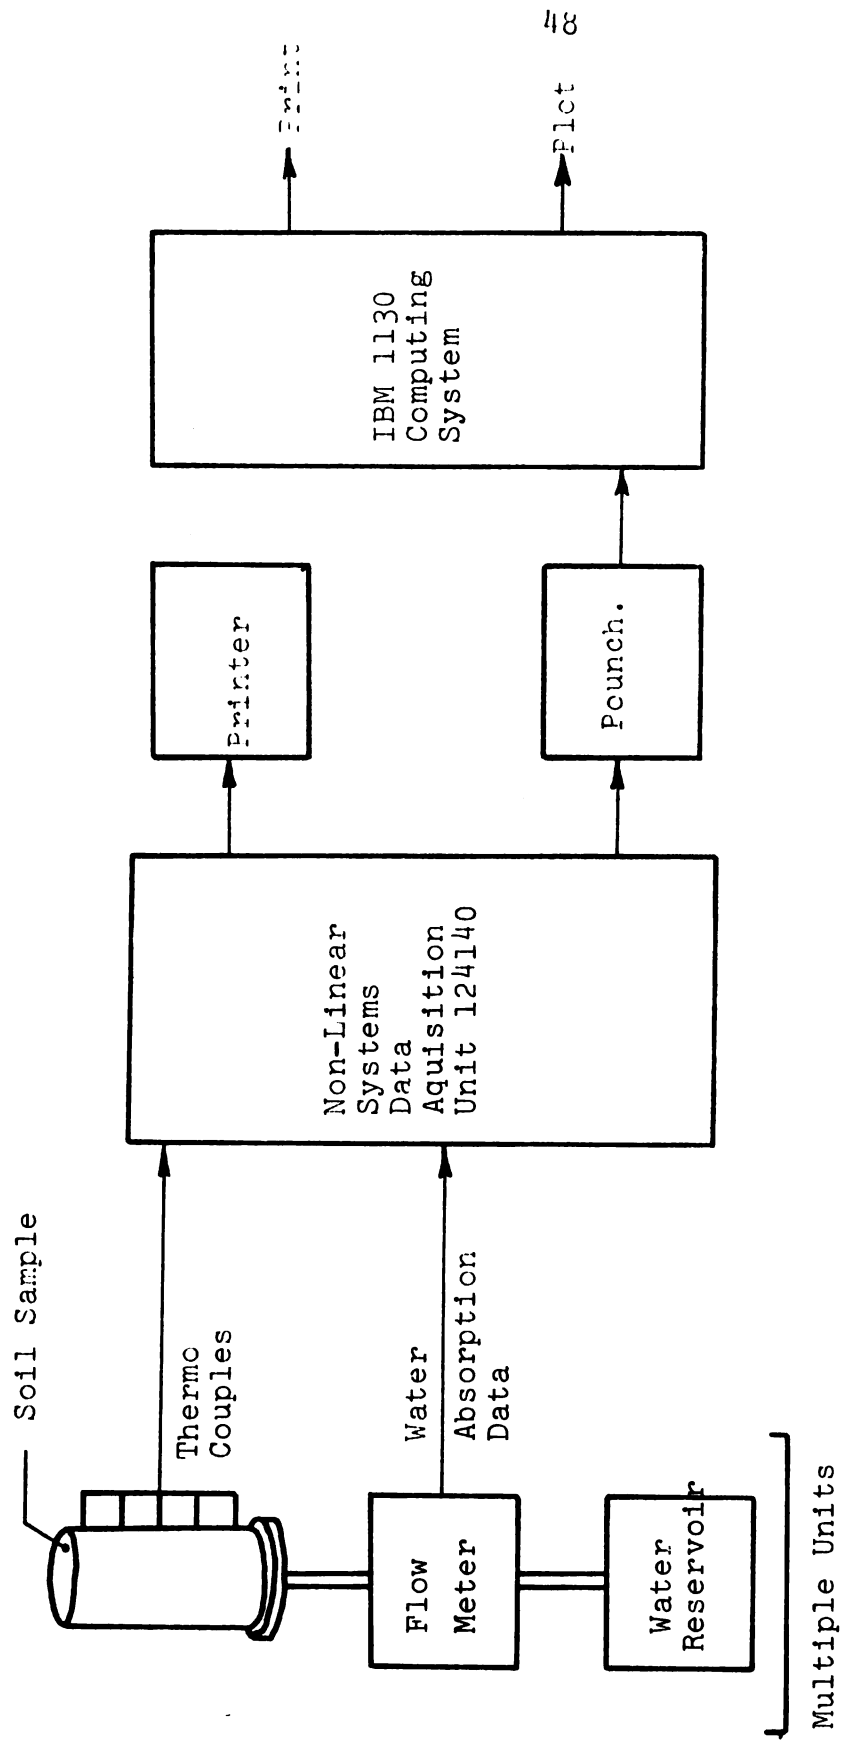 48
Soil Sample
Thermo
Couples
Water
Absorption
Data
Flow
Meter
Water
Reservoir
Multiple Units
Non-Linear
Systems
Data
Aquisition
Unit 124140
Printer
Pounch.
IBM 1130
Computing
System
Print
Plot